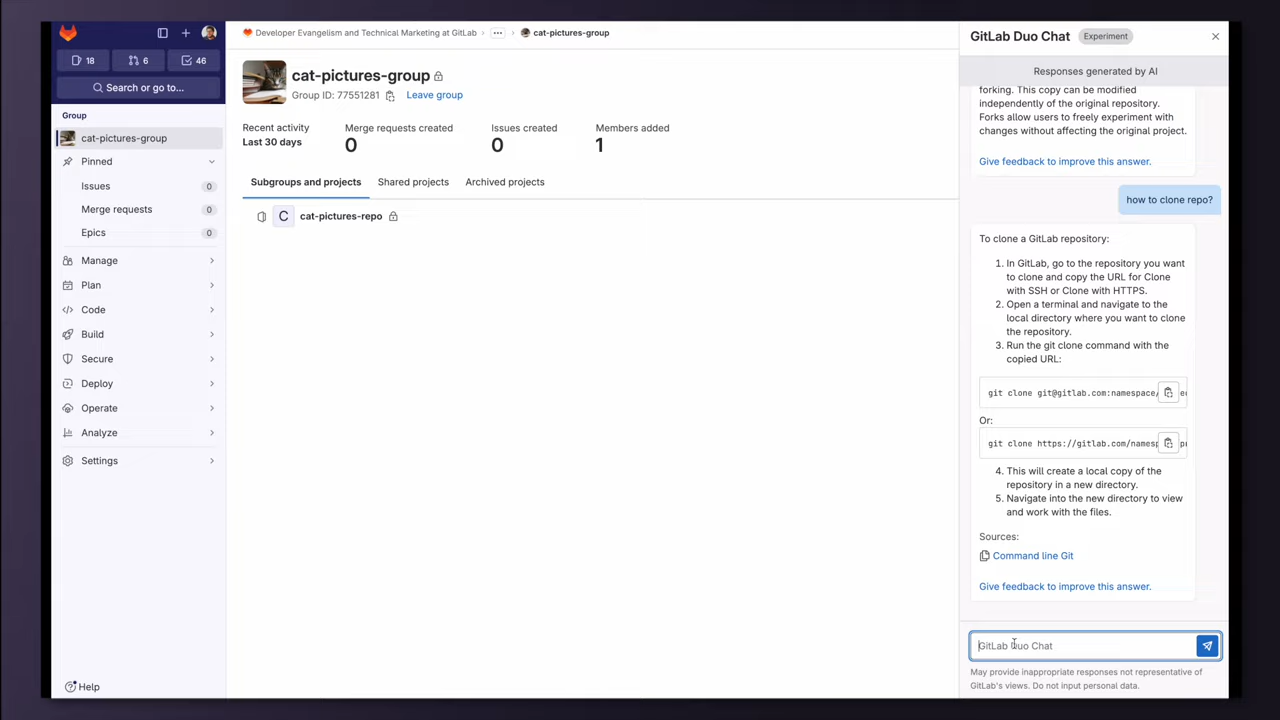 18
6
46
Search or go to...
Group
cat-pictures-group
Pinned
Issues 0
Merge requests 0
Epics 0
Manage
Plan
Code
Build
Secure
Deploy
Operate
Analyze
Settings
Help
Developer Evangelism and Technical Marketing at GitLab > ... > cat-pictures-group
cat-pictures-group
Group ID: 77551281 Leave group
Recent activity
Last 30 days
Merge requests created
0
Issues created
0
Members added
1
Subgroups and projects Shared projects Archived projects
C cat-pictures-repo
GitLab Duo Chat Experiment
Responses generated by AI
forking. This copy can be modified
independently of the original repository.
Forks allow users to freely experiment with
changes without affecting the original project.
Give feedback to improve this answer.
how to clone repo?
To clone a GitLab repository:
1. In GitLab, go to the repository you want
to clone and copy the URL for Clone
with SSH or Clone with HTTPS.
2. Open a terminal and navigate to the
local directory where you want to clone
the repository.
3. Run the git clone command with the
copied URL:
git clone git@gitlab.com:namespace/
Or:
git clone https://gitlab.com/namesp
4. This will create a local copy of the
repository in a new directory.
5. Navigate into the new directory to view
and work with the files.
Sources:
Command line Git
Give feedback to improve this answer.
GitLab Duo Chat
May provide inappropriate responses not representative of
GitLab's views. Do not input personal data.